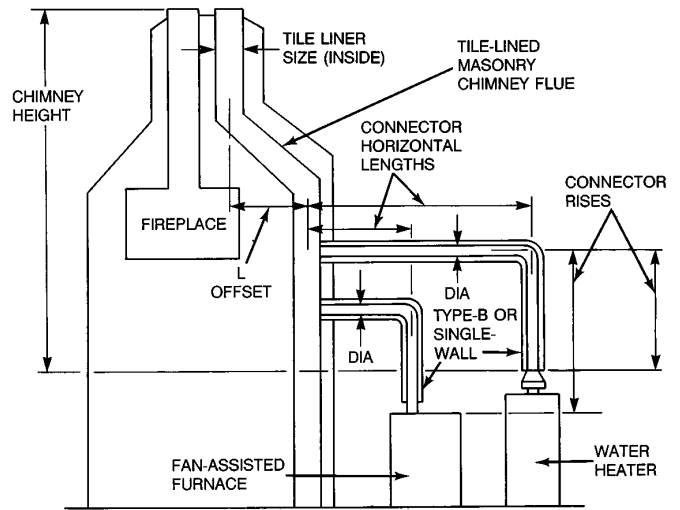 TILE LINER
SIZE (INSIDE)
TILE-LINED
MASONRY
CHIMNEY FLUE
CHIMNEY
HEIGHT
CONNECTOR
HORIZONTAL
LENGTHS
CONNECTOR
RISES
FIREPLACE
L
OFFSET
DIA
TYPE-B OR
SINGLE-
WALL
DIA
FAN-ASSISTED
FURNACE
WATER
HEATER